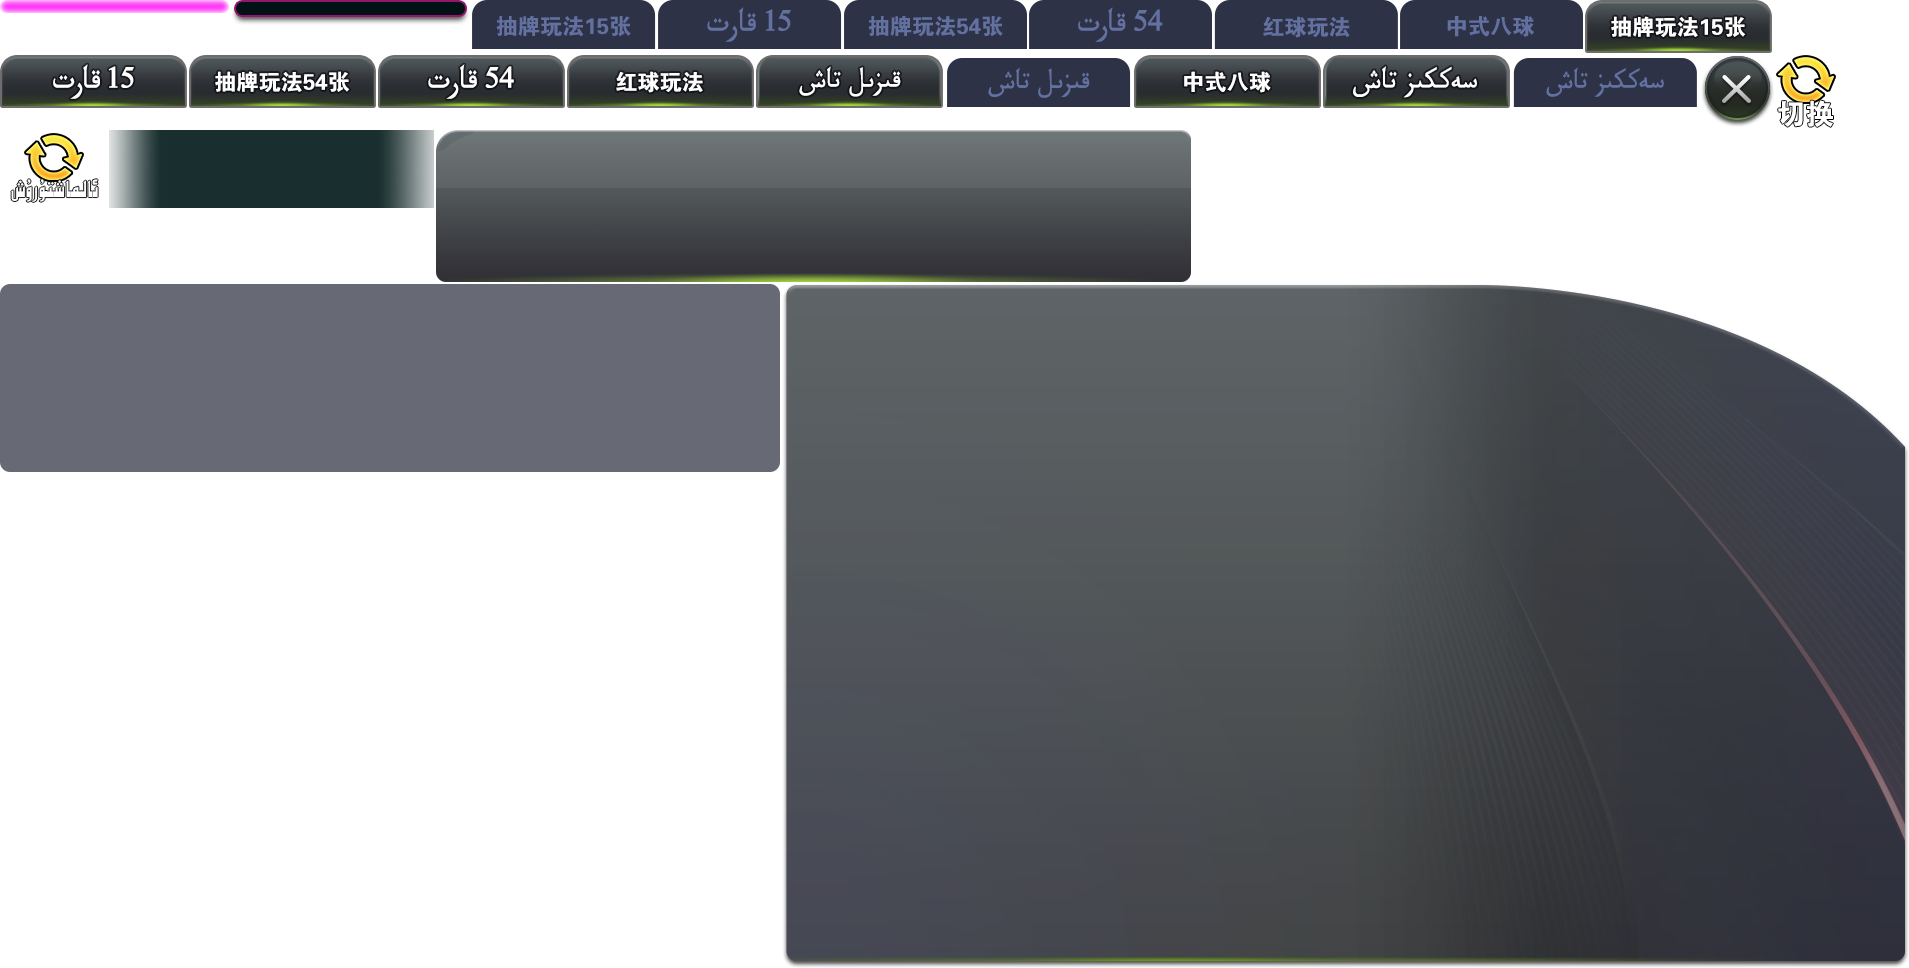 抽牌玩法15张
15 قارت
抽牌玩法54张
54 قارت
红球玩法
中式八球
抽牌玩法15张
15 قارت
抽牌玩法54张
54 قارت
红球玩法
قىزىل تاش
قىزىل تاش
中式八球
سەككىز تاش
سەككىز تاش
切换
ئالماشتۇرۇش